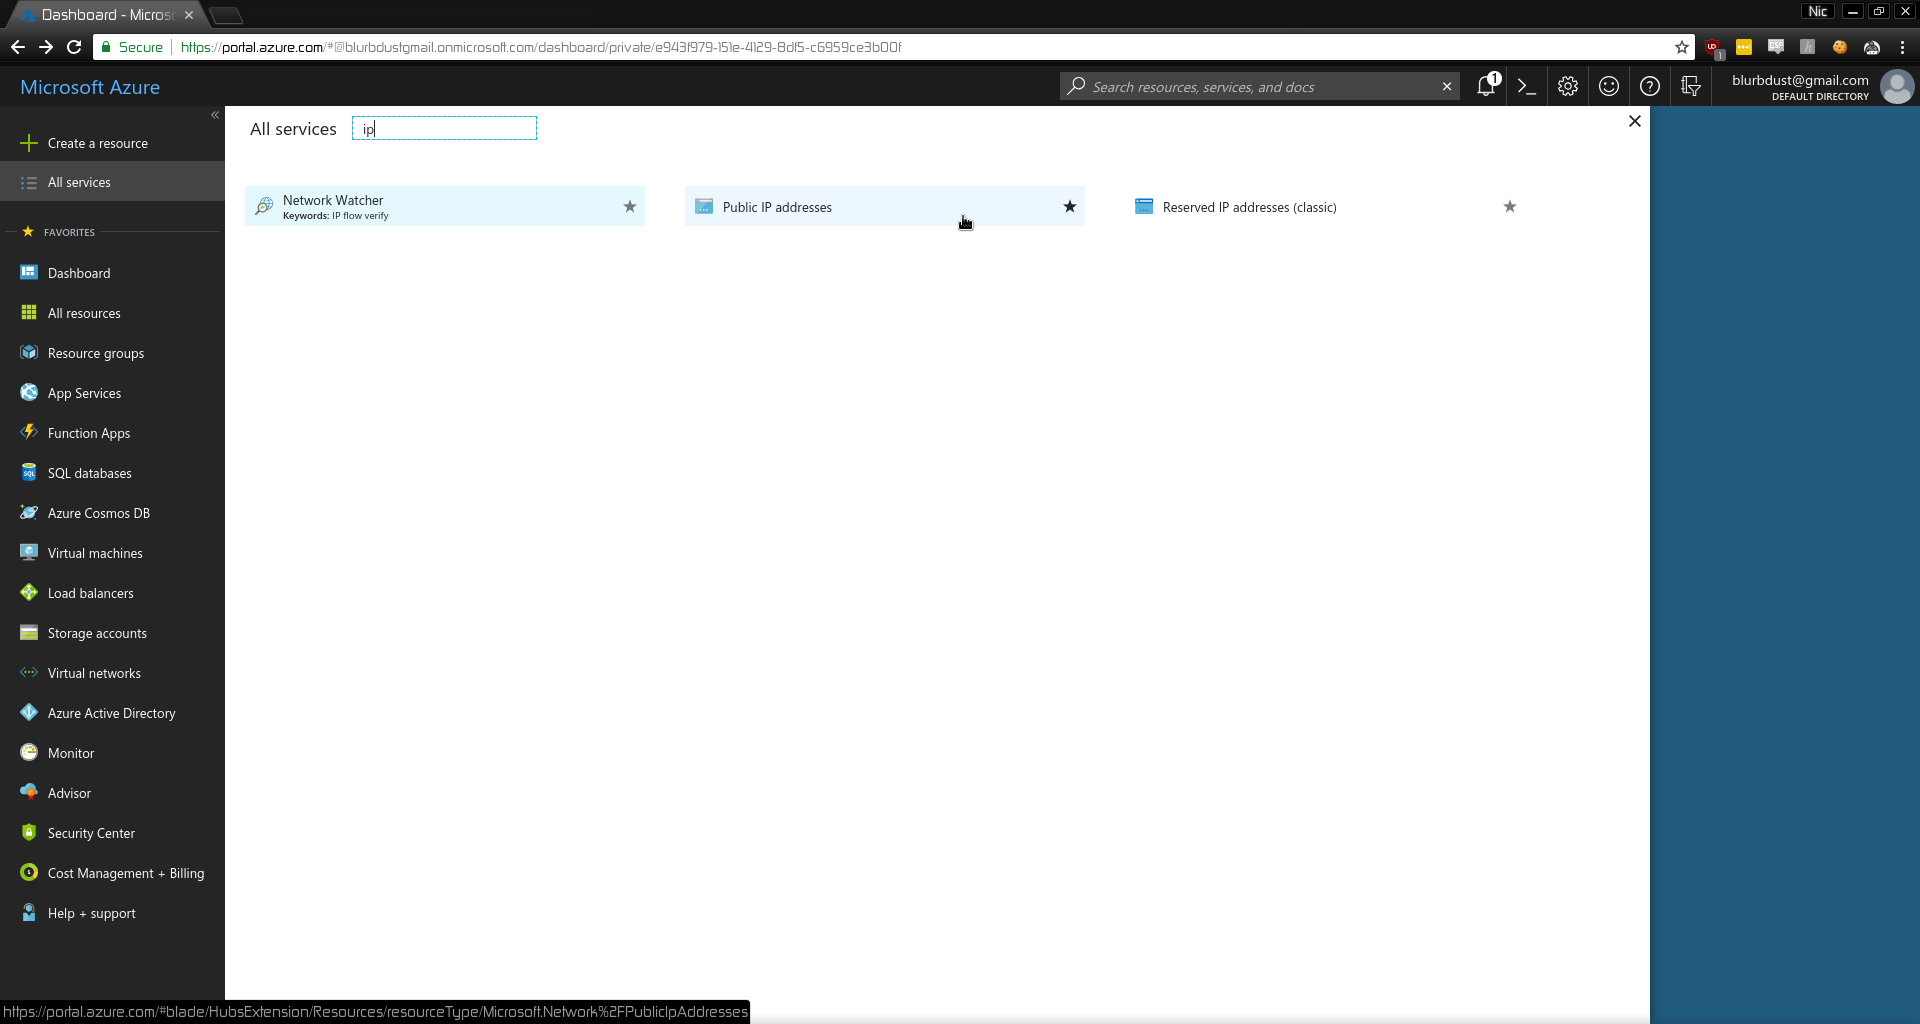 Dashboard - Micros
Nic
Secure
https://portal.azure.com/#@blurbdustgmail.onmicrosoft.com/dashboard/private/e943f979-151e-4129-8df5-c6959ce3b00f
1
Microsoft Azure
Search resources, services, and docs
1
blurbdust@gmail.com
DEFAULT DIRECTORY
Create a resource
All services
FAVORITES
Dashboard
All resources
Resource groups
App Services
Function Apps
SQL databases
Azure Cosmos DB
Virtual machines
Load balancers
Storage accounts
Virtual networks
Azure Active Directory
Monitor
Advisor
Security Center
Cost Management + Billing
Help + support
All services
ip
Network Watcher
Keywords: IP flow verify
Public IP addresses
Reserved IP addresses (classic)
https://portal.azure.com/#blade/HubsExtension/Resources/resourceType/Microsoft.Network%2FPublicIpAddresses